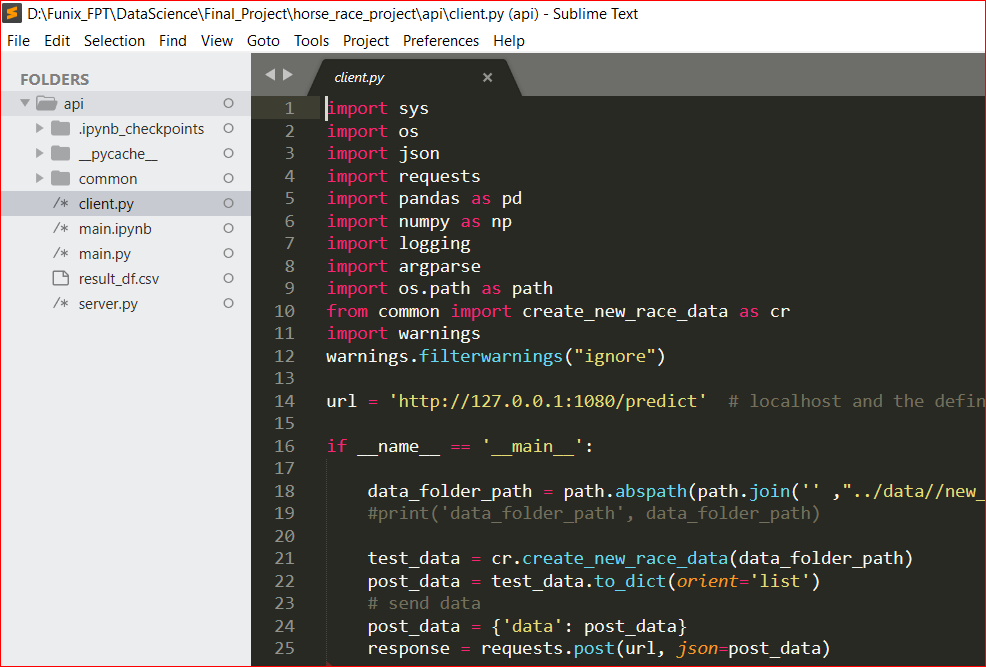 D:\Funix_FPT\DataScience\Final_Project\horse_race_project\api\client.py (api) - Sublime Text
File Edit Selection Find View Goto Tools Project Preferences Help
FOLDERS
api
.ipynb_checkpoints
__pycache__
common
client.py
main.ipynb
main.py
result_df.csv
server.py
client.py
1 import sys
2 import os
3 import json
4 import requests
5 import pandas as pd
6 import numpy as np
7 import logging
8 import argparse
9 import os.path as path
10 from common import create_new_race_data as cr
11 import warnings
12 warnings.filterwarnings("ignore")
13
14 url = 'http://127.0.0.1:1080/predict'  # localhost and the defin
15
16 if __name__ == '__main__':
17
18     data_folder_path = path.abspath(path.join('' ,"../data//new_
19     #print('data_folder_path', data_folder_path)
20
21     test_data = cr.create_new_race_data(data_folder_path)
22     post_data = test_data.to_dict(orient='list')
23     # send data
24     post_data = {'data': post_data}
25     response = requests.post(url, json=post_data)